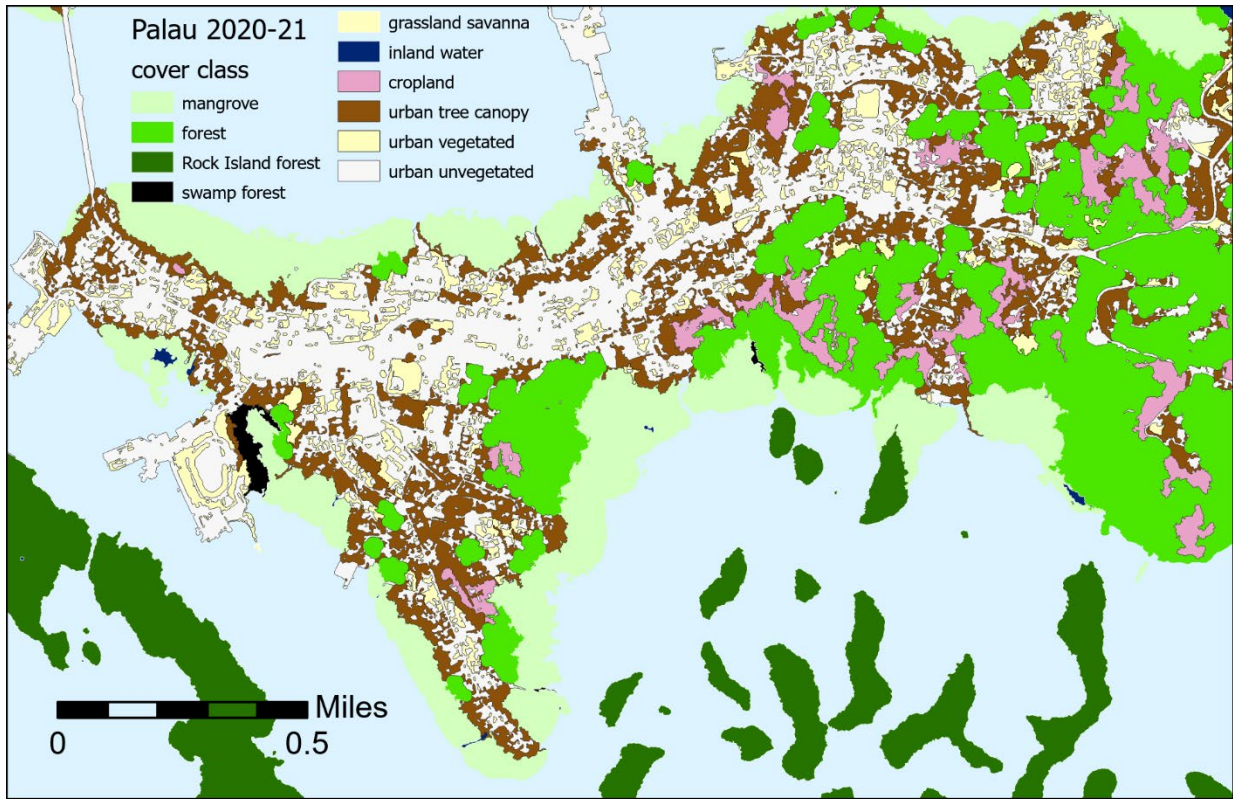 Palau 2020-21
cover class
mangrove
forest
Rock Island forest
swamp forest
grassland savanna
inland water
cropland
urban tree canopy
urban vegetated
urban unvegetated
Miles
0 0.5